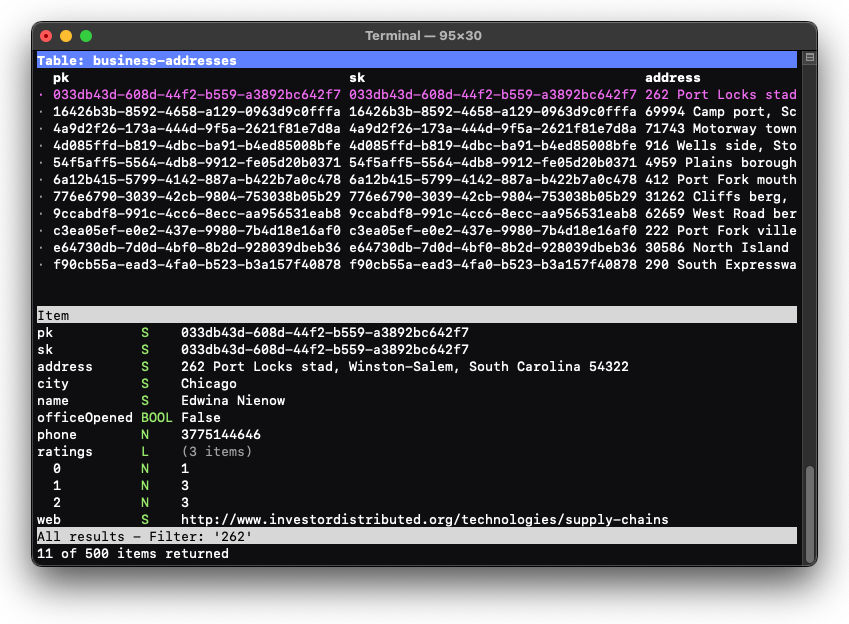 Terminal — 95×30
Table: business-addresses
pk sk address
· 033db43d-608d-44f2-b559-a3892bc642f7 033db43d-608d-44f2-b559-a3892bc642f7 262 Port Locks stad
· 16426b3b-8592-4658-a129-0963d9c0fffa 16426b3b-8592-4658-a129-0963d9c0fffa 69994 Camp port, Sc
· 4a9d2f26-173a-444d-9f5a-2621f81e7d8a 4a9d2f26-173a-444d-9f5a-2621f81e7d8a 71743 Motorway town
· 4d085ffd-b819-4dbc-ba91-b4ed85008bfe 4d085ffd-b819-4dbc-ba91-b4ed85008bfe 916 Wells side, Sto
· 54f5aff5-5564-4db8-9912-fe05d20b0371 54f5aff5-5564-4db8-9912-fe05d20b0371 4959 Plains borough
· 6a12b415-5799-4142-887a-b422b7a0c478 6a12b415-5799-4142-887a-b422b7a0c478 412 Port Fork mouth
· 776e6790-3039-42cb-9804-753038b05b29 776e6790-3039-42cb-9804-753038b05b29 31262 Cliffs berg,
· 9ccabdf8-991c-4cc6-8ecc-aa956531eab8 9ccabdf8-991c-4cc6-8ecc-aa956531eab8 62659 West Road ber
· c3ea05ef-e0e2-437e-9980-7b4d18e16af0 c3ea05ef-e0e2-437e-9980-7b4d18e16af0 222 Port Fork ville
· e64730db-7d0d-4bf0-8b2d-928039dbeb36 e64730db-7d0d-4bf0-8b2d-928039dbeb36 30586 North Island
· f90cb55a-ead3-4fa0-b523-b3a157f40878 f90cb55a-ead3-4fa0-b523-b3a157f40878 290 South Expresswa
Item
pk S 033db43d-608d-44f2-b559-a3892bc642f7
sk S 033db43d-608d-44f2-b559-a3892bc642f7
address S 262 Port Locks stad, Winston-Salem, South Carolina 54322
city S Chicago
name S Edwina Nienow
officeOpened BOOL False
phone N 3775144646
ratings L (3 items)
0 N 1
1 N 3
2 N 3
web S http://www.investordistributed.org/technologies/supply-chains
All results - Filter: '262'
11 of 500 items returned